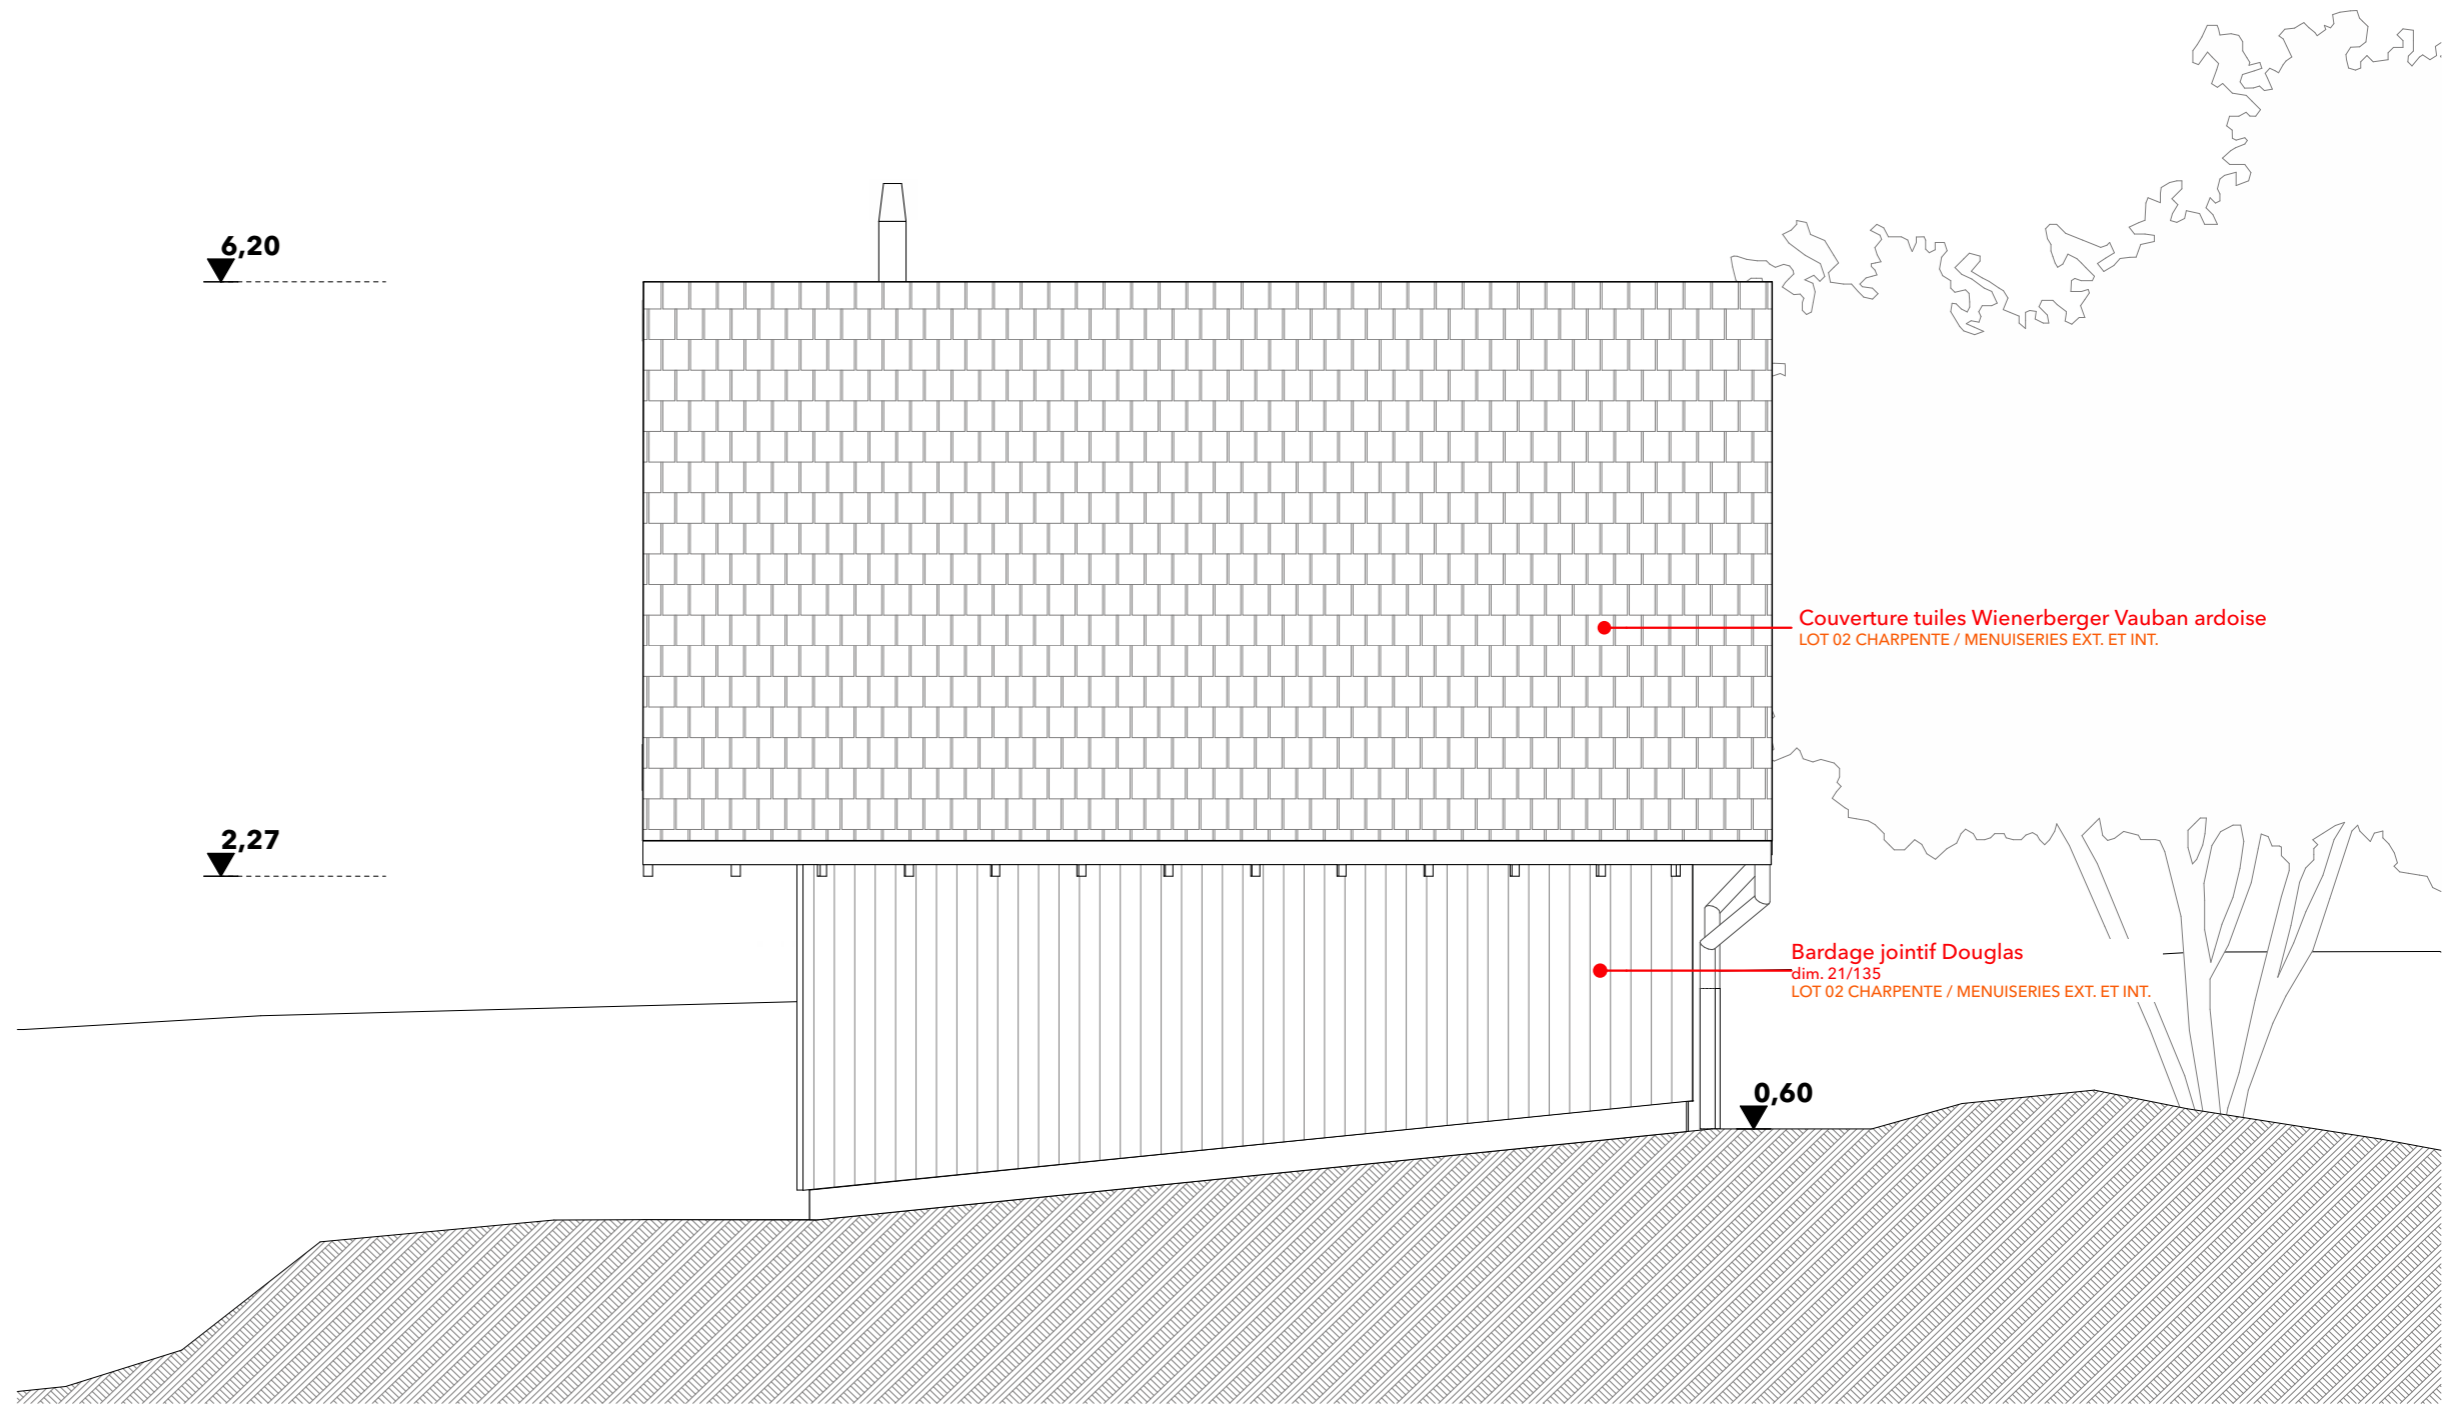 6,20
Couverture tuiles Wienerberger Vauban ardoise
LOT 02 CHARPENTE / MENUISERIES EXT. ET INT.
2,27
Bardage jointif Douglas
dim. 21/135
LOT 02 CHARPENTE / MENUISERIES EXT. ET INT.
0,60